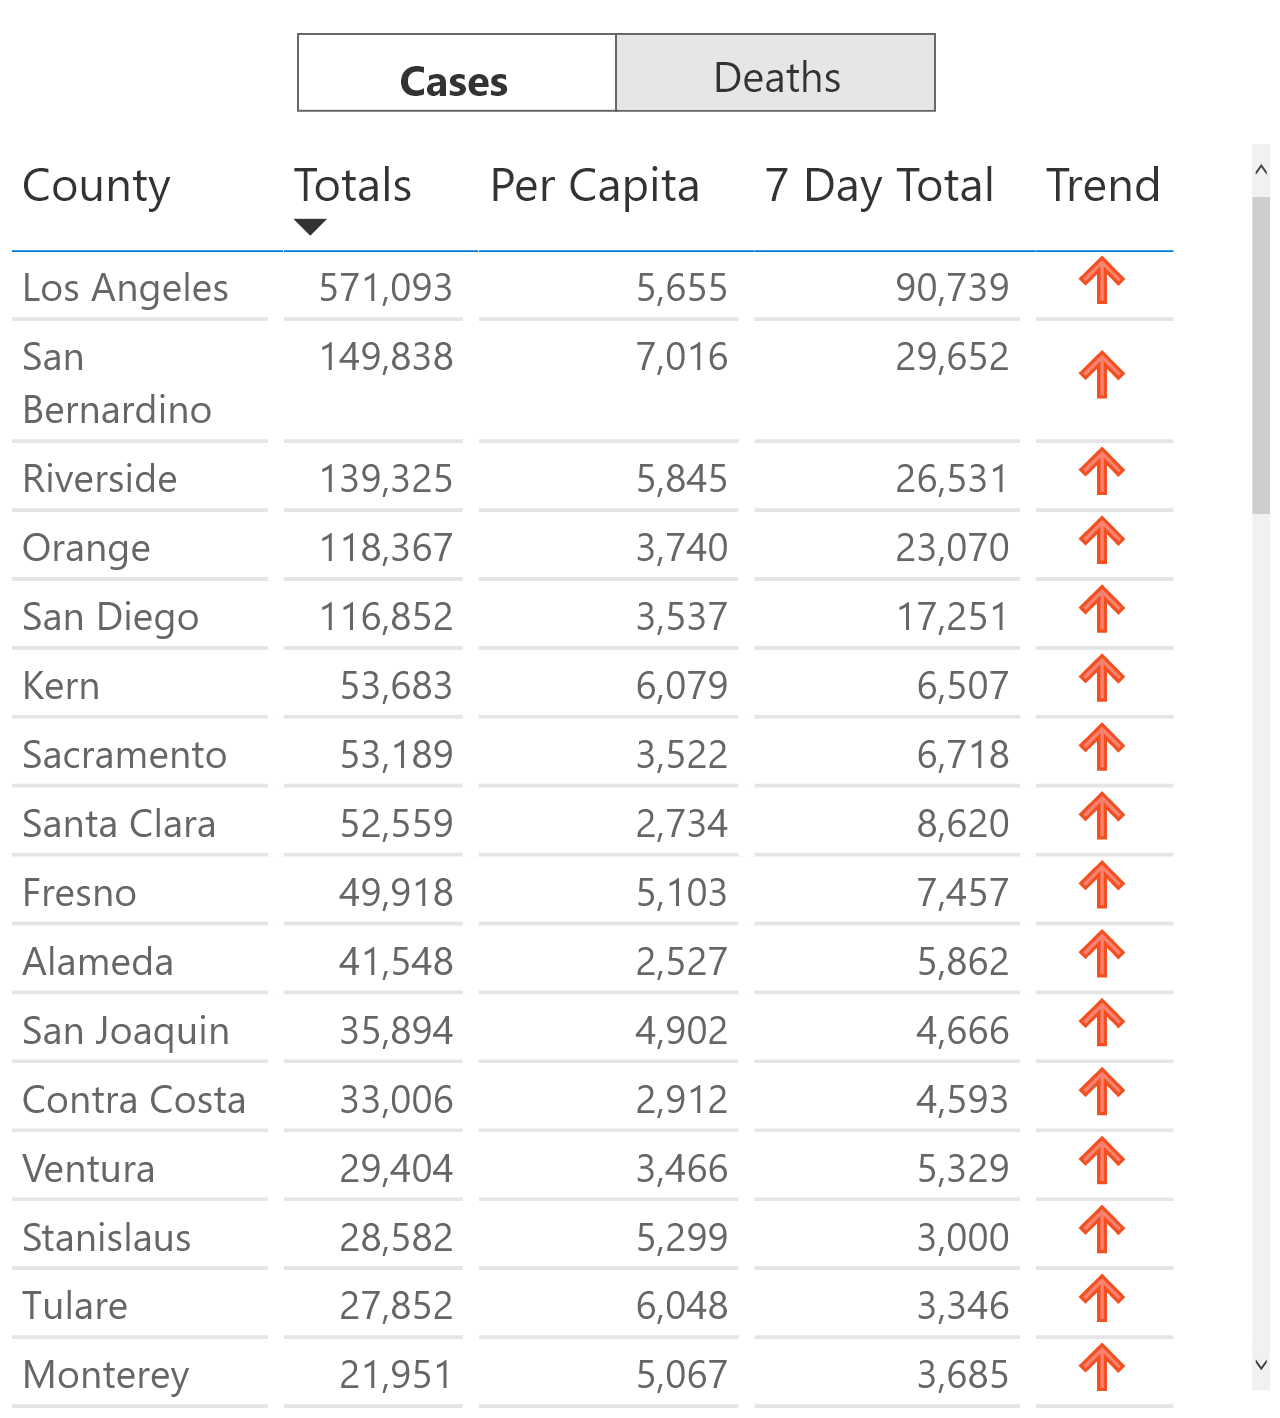 Cases Deaths
County Totals Per Capita 7 Day Total Trend
Los Angeles 571,093 5,655 90,739
San 149,838 7,016 29,652
Bernardino
Riverside 139,325 5,845 26,531
Orange 118,367 3,740 23,070
San Diego 116,852 3,537 17,251
Kern 53,683 6,079 6,507
Sacramento 53,189 3,522 6,718
Santa Clara 52,559 2,734 8,620
Fresno 49,918 5,103 7,457
Alameda 41,548 2,527 5,862
San Joaquin 35,894 4,902 4,666
Contra Costa 33,006 2,912 4,593
Ventura 29,404 3,466 5,329
Stanislaus 28,582 5,299 3,000
Tulare 27,852 6,048 3,346
Monterey 21,951 5,067 3,685